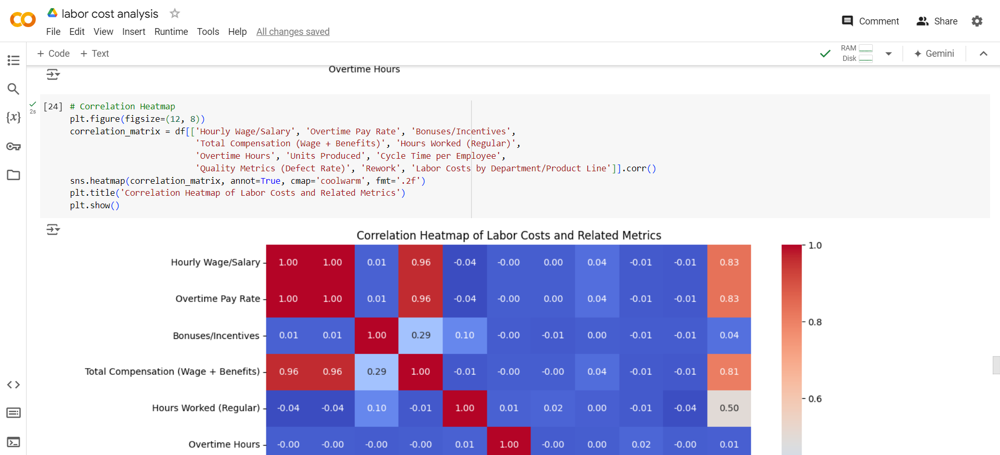 labor cost analysis
File Edit View Insert Runtime Tools Help All changes saved
Comment Share
+ Code + Text
RAM
Disk
Gemini
Overtime Hours
2s
[24] # Correlation Heatmap
plt.figure(figsize=(12, 8))
correlation_matrix = df[['Hourly Wage/Salary', 'Overtime Pay Rate', 'Bonuses/Incentives',
'Total Compensation (Wage + Benefits)', 'Hours Worked (Regular)',
'Overtime Hours', 'Units Produced', 'Cycle Time per Employee',
'Quality Metrics (Defect Rate)', 'Rework', 'Labor Costs by Department/Product Line']].corr()
sns.heatmap(correlation_matrix, annot=True, cmap='coolwarm', fmt='.2f')
plt.title('Correlation Heatmap of Labor Costs and Related Metrics')
plt.show()
Correlation Heatmap of Labor Costs and Related Metrics
Hourly Wage/Salary 1.00 1.00 0.01 0.96 -0.04 -0.00 0.00 0.04 -0.01 -0.01 0.83
Overtime Pay Rate 1.00 1.00 0.01 0.96 -0.04 -0.00 0.00 0.04 -0.01 -0.01 0.83
Bonuses/Incentives 0.01 0.01 1.00 0.29 0.10 -0.00 -0.01 0.00 -0.01 -0.01 0.04
Total Compensation (Wage + Benefits) 0.96 0.96 0.29 1.00 -0.01 -0.00 -0.00 0.04 -0.01 -0.01 0.81
Hours Worked (Regular) -0.04 -0.04 0.10 -0.01 1.00 0.01 0.02 0.00 -0.01 -0.04 0.50
Overtime Hours -0.00 -0.00 -0.00 -0.00 0.01 1.00 -0.00 0.00 0.02 -0.00 0.01
1.0
0.8
0.6